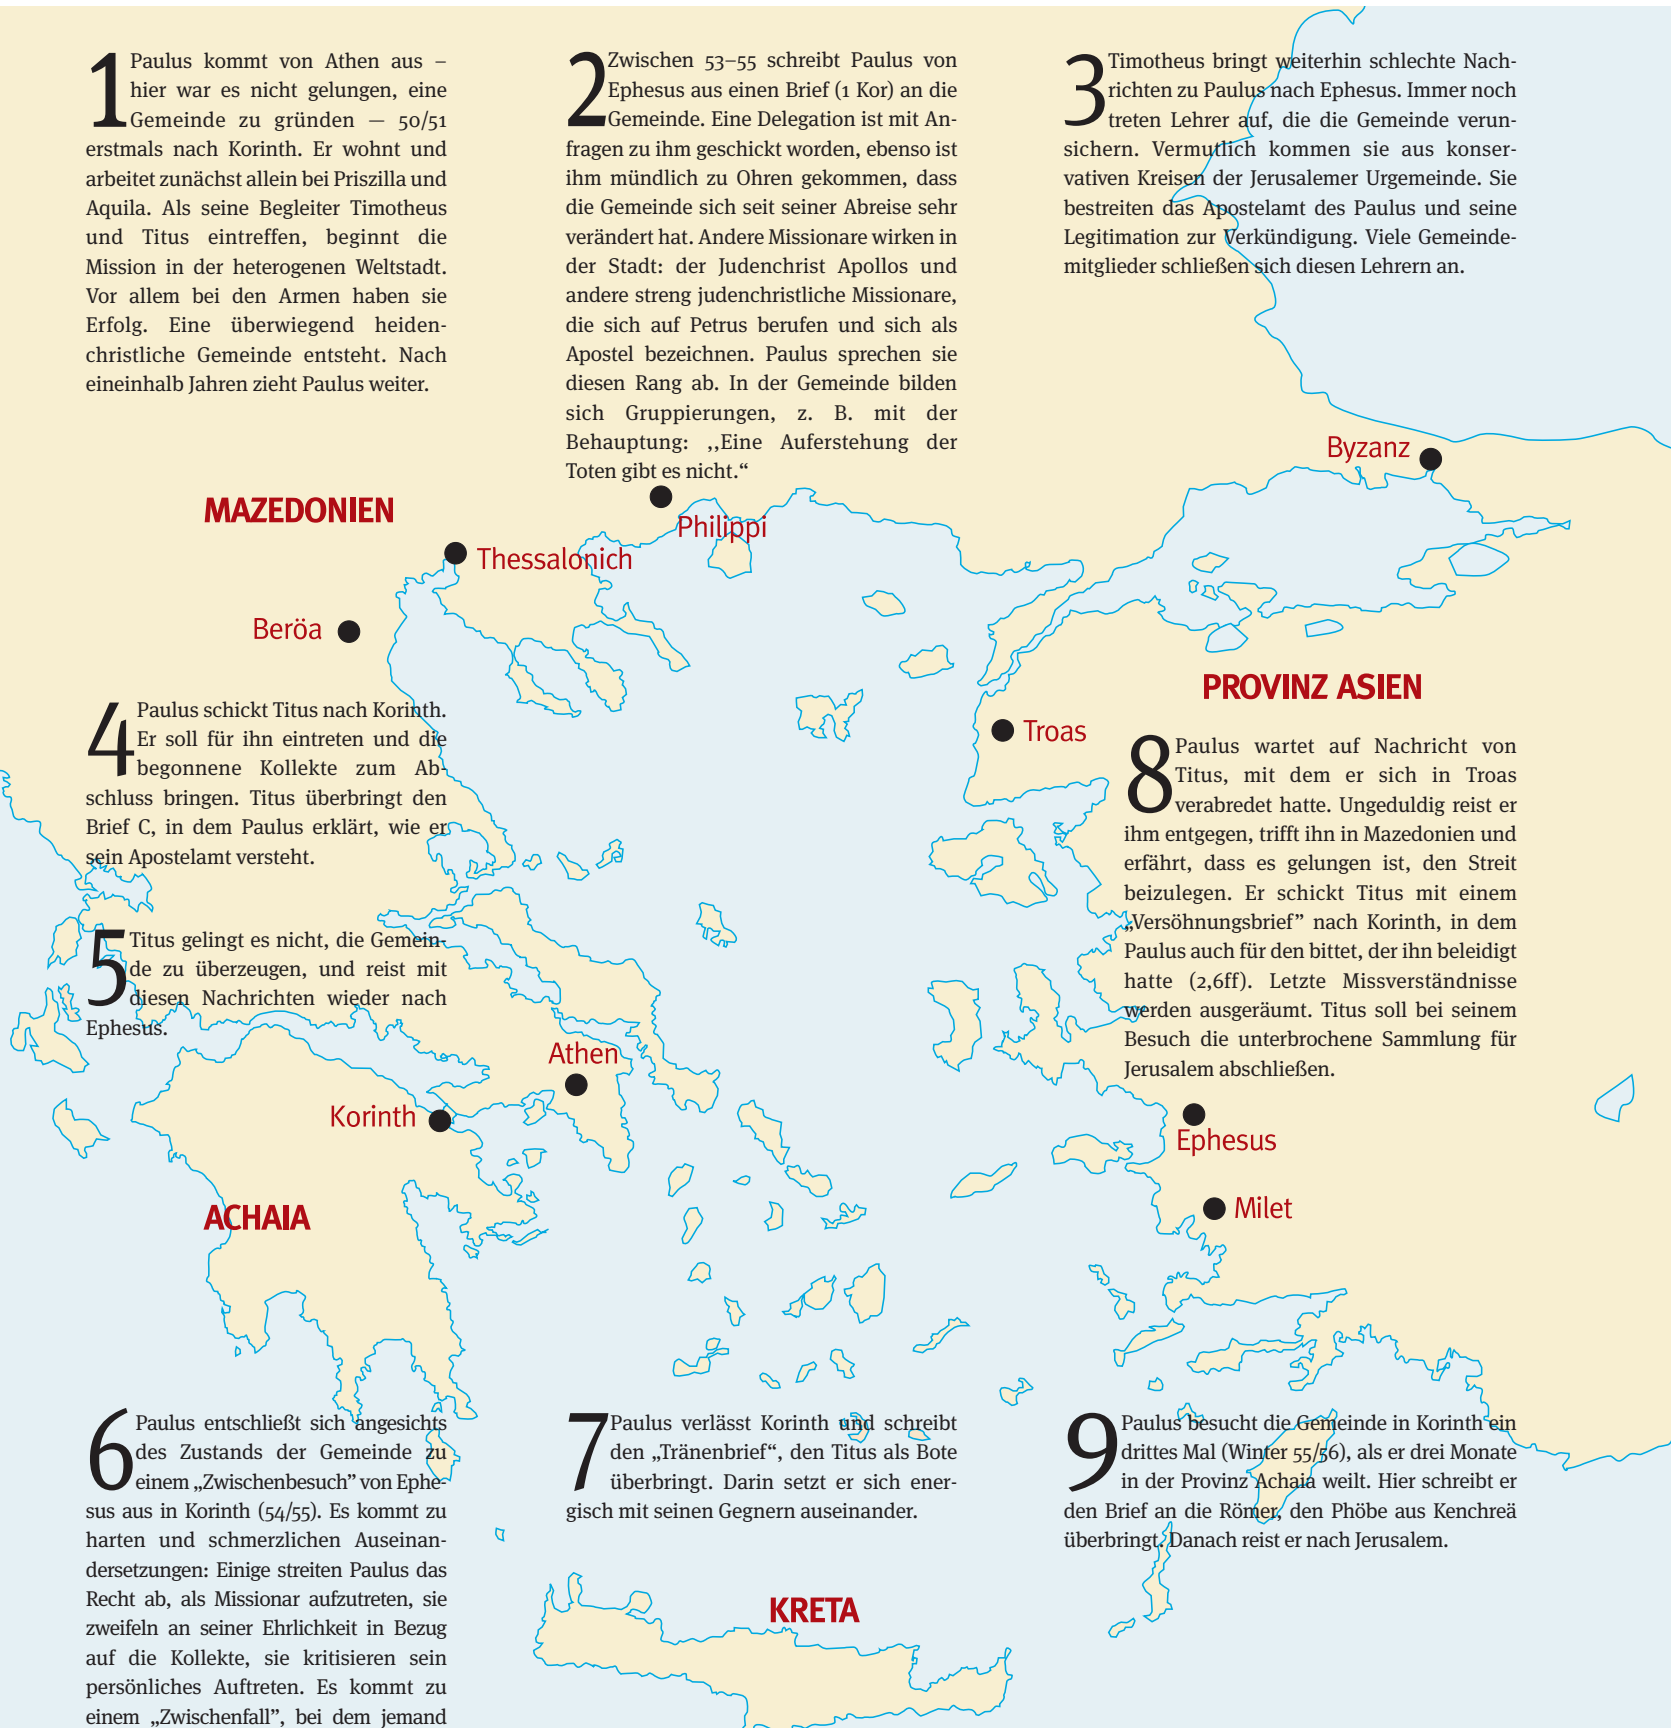 1 Paulus kommt von Athen aus –
hier war es nicht gelungen, eine
Gemeinde zu gründen — 50/51
erstmals nach Korinth. Er wohnt und
arbeitet zunächst allein bei Priszilla und
Aquila. Als seine Begleiter Timotheus
und Titus eintreffen, beginnt die
Mission in der heterogenen Weltstadt.
Vor allem bei den Armen haben sie
Erfolg. Eine überwiegend heiden-
christliche Gemeinde entsteht. Nach
eineinhalb Jahren zieht Paulus weiter.
2 Zwischen 53–55 schreibt Paulus von
Ephesus aus einen Brief (1 Kor) an die
Gemeinde. Eine Delegation ist mit An-
fragen zu ihm geschickt worden, ebenso ist
ihm mündlich zu Ohren gekommen, dass
die Gemeinde sich seit seiner Abreise sehr
verändert hat. Andere Missionare wirken in
der Stadt: der Judenchrist Apollos und
andere streng judenchristliche Missionare,
die sich auf Petrus berufen und sich als
Apostel bezeichnen. Paulus sprechen sie
diesen Rang ab. In der Gemeinde bilden
sich Gruppierungen, z. B. mit der
Behauptung: ,,Eine Auferstehung der
Toten gibt es nicht.“
3 Timotheus bringt weiterhin schlechte Nach-
richten zu Paulus nach Ephesus. Immer noch
treten Lehrer auf, die die Gemeinde verun-
sichern. Vermutlich kommen sie aus konser-
vativen Kreisen der Jerusalemer Urgemeinde. Sie
bestreiten das Apostelamt des Paulus und seine
Legitimation zur Verkündigung. Viele Gemeinde-
mitglieder schließen sich diesen Lehrern an.
Byzanz
MAZEDONIEN
Philippi
Thessalonich
Beröa
PROVINZ ASIEN
Troas
4 Paulus schickt Titus nach Korinth.
Er soll für ihn eintreten und die
begonnene Kollekte zum Ab-
schluss bringen. Titus überbringt den
Brief C, in dem Paulus erklärt, wie er
sein Apostelamt versteht.
5 Titus gelingt es nicht, die Gemein-
de zu überzeugen, und reist mit
diesen Nachrichten wieder nach
Ephesus.
8 Paulus wartet auf Nachricht von
Titus, mit dem er sich in Troas
verabredet hatte. Ungeduldig reist er
ihm entgegen, trifft ihn in Mazedonien und
erfährt, dass es gelungen ist, den Streit
beizulegen. Er schickt Titus mit einem
„Versöhnungsbrief” nach Korinth, in dem
Paulus auch für den bittet, der ihn beleidigt
hatte (2,6ff). Letzte Missverständnisse
werden ausgeräumt. Titus soll bei seinem
Besuch die unterbrochene Sammlung für
Jerusalem abschließen.
Athen
Korinth
Ephesus
Milet
ACHAIA
6 Paulus entschließt sich angesichts
des Zustands der Gemeinde zu
einem „Zwischenbesuch” von Ephe-
sus aus in Korinth (54/55). Es kommt zu
harten und schmerzlichen Auseinan-
dersetzungen: Einige streiten Paulus das
Recht ab, als Missionar aufzutreten, sie
zweifeln an seiner Ehrlichkeit in Bezug
auf die Kollekte, sie kritisieren sein
persönliches Auftreten. Es kommt zu
einem „Zwischenfall”, bei dem jemand
7 Paulus verlässt Korinth und schreibt
den „Tränenbrief“, den Titus als Bote
überbringt. Darin setzt er sich ener-
gisch mit seinen Gegnern auseinander.
9 Paulus besucht die Gemeinde in Korinth ein
drittes Mal (Winter 55/56), als er drei Monate
in der Provinz Achaia weilt. Hier schreibt er
den Brief an die Römer, den Phöbe aus Kenchreä
überbringt. Danach reist er nach Jerusalem.
KRETA